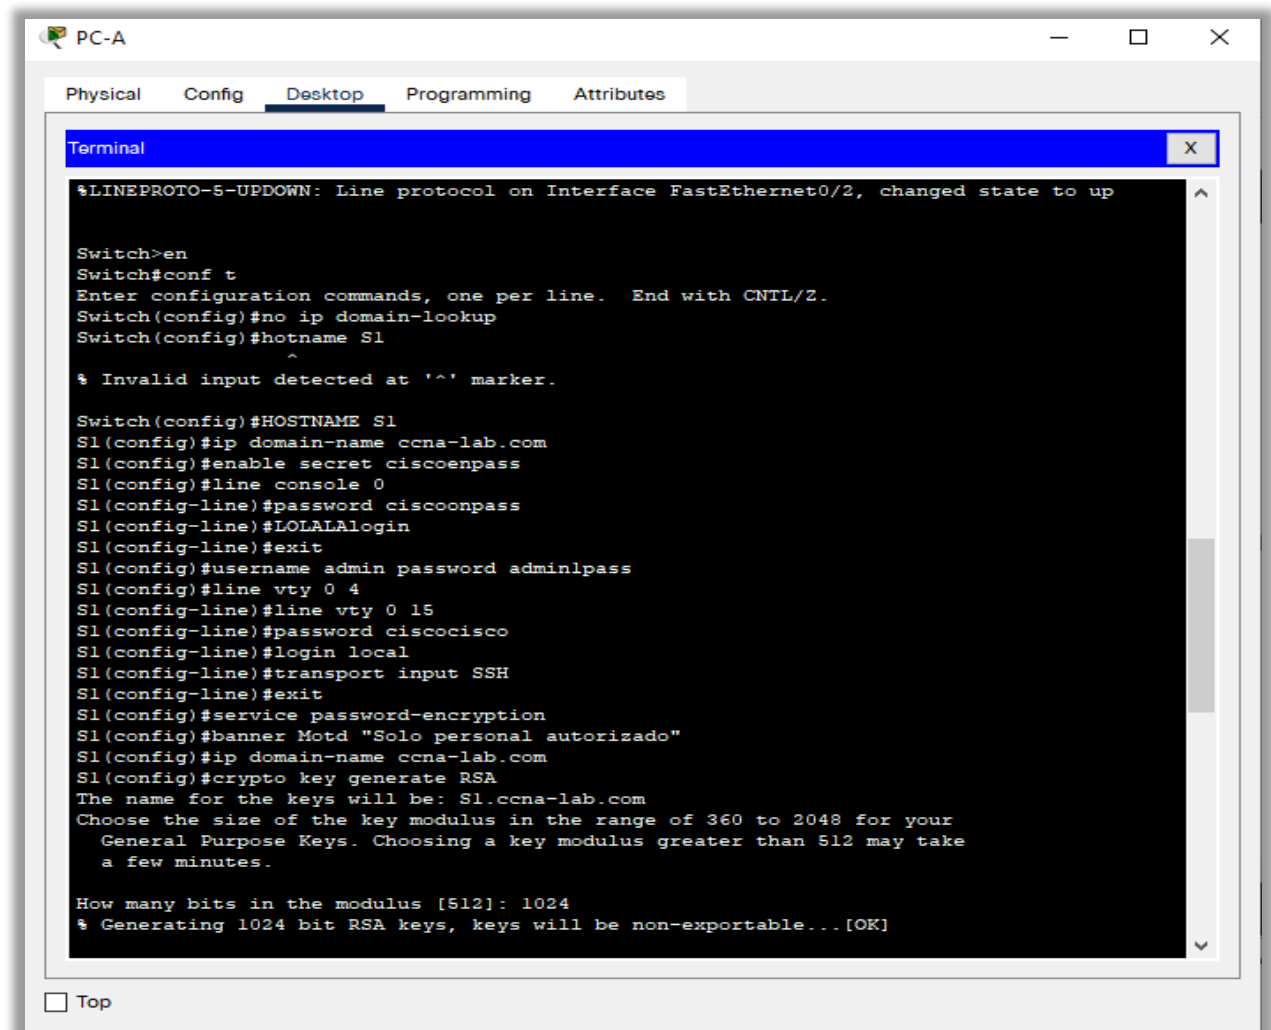 PC-A
Physical Config Desktop Programming Attributes
Terminal X
%LINEPROTO-5-UPDOWN: Line protocol on Interface FastEthernet0/2, changed state to up
Switch>en
Switch#conf t
Enter configuration commands, one per line.  End with CNTL/Z.
Switch(config)#no ip domain-lookup
Switch(config)#hotname S1
^
% Invalid input detected at '^' marker.
Switch(config)#HOSTNAME S1
S1(config)#ip domain-name ccna-lab.com
S1(config)#enable secret ciscoenpass
S1(config)#line console 0
S1(config-line)#password ciscoonpass
S1(config-line)#LOLALAlogin
S1(config-line)#exit
S1(config)#username admin password admin1pass
S1(config)#line vty 0 4
S1(config-line)#line vty 0 15
S1(config-line)#password ciscocisco
S1(config-line)#login local
S1(config-line)#transport input SSH
S1(config-line)#exit
S1(config)#service password-encryption
S1(config)#banner Motd "Solo personal autorizado"
S1(config)#ip domain-name ccna-lab.com
S1(config)#crypto key generate RSA
The name for the keys will be: S1.ccna-lab.com
Choose the size of the key modulus in the range of 360 to 2048 for your
General Purpose Keys. Choosing a key modulus greater than 512 may take
a few minutes.
How many bits in the modulus [512]: 1024
% Generating 1024 bit RSA keys, keys will be non-exportable...[OK]
Top